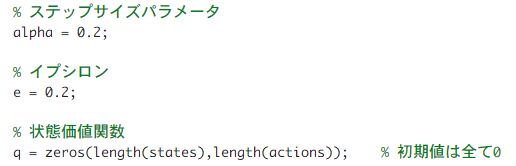 % ステップサイズパラメータ
alpha = 0.2;
% イプシロン
e = 0.2;
% 状態価値関数
q = zeros(length(states),length(actions)); % 初期値は全て0